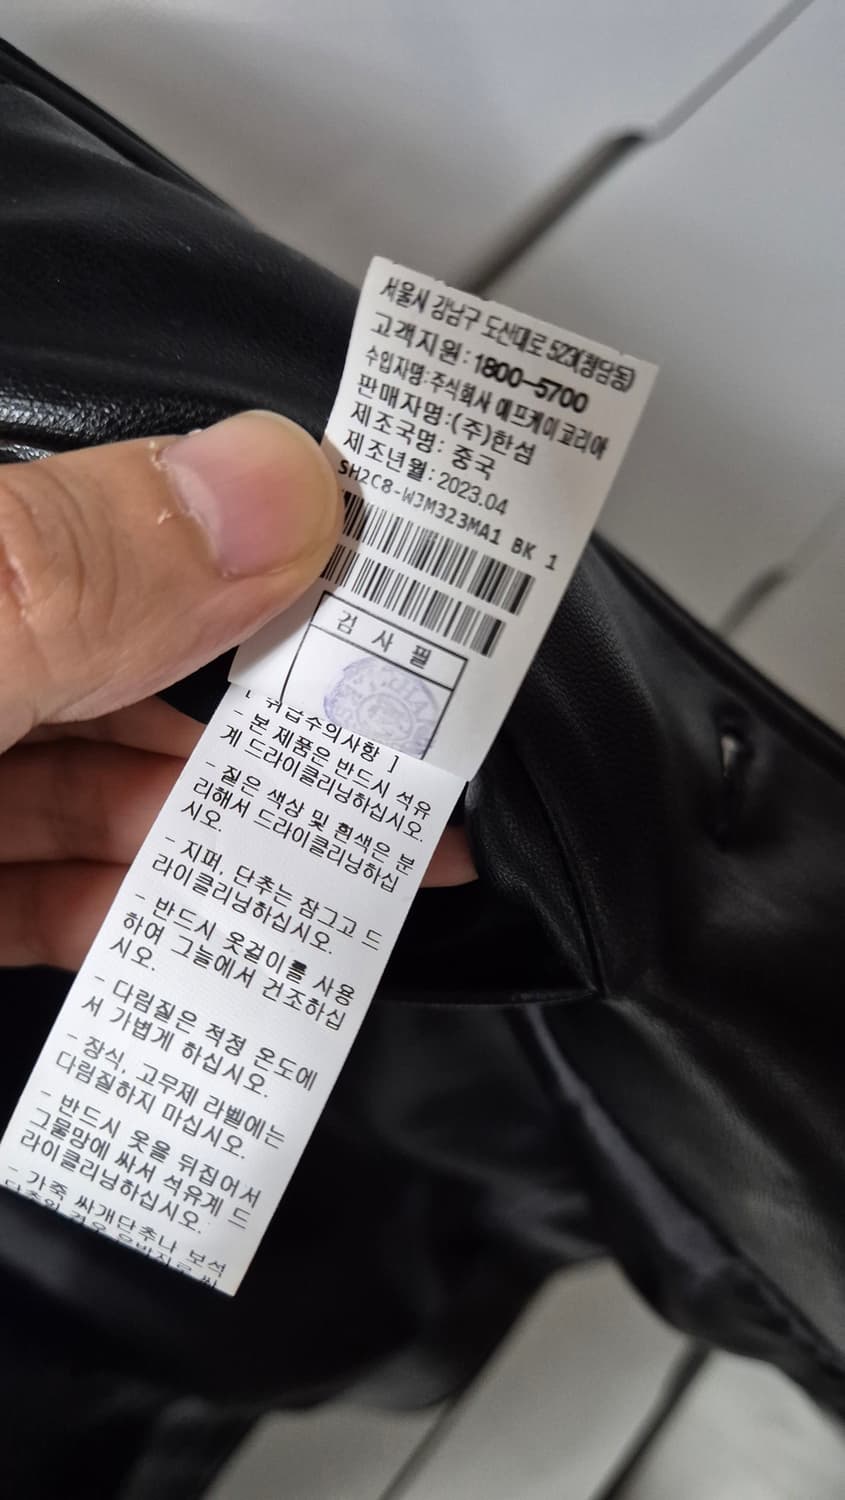 서울시 강남구 도산대로 523(청담동)
고객지원:1800-5700
수입자명:주식회사 에프케이코리아
판매자명:(주)한섬
제조국명: 중국
제조년월:2023.04
SH2C8-W3M323MA1 BK 1
검 사 필
[ 취급주의사항 ]
- 본 제품은 반드시 석유
계 드라이클리닝하십시오.
- 짙은 색상 및 흰색은 분
리해서 드라이클리닝하십
시오.
- 지퍼, 단추는 잠그고 드
라이클리닝하십시오.
- 반드시 옷걸이를 사용
하여 그늘에서 건조하십
시오.
- 다림질은 적정 온도에
서 가볍게 하십시오.
- 장식, 고무제 라벨에는
다림질하지 마십시오.
- 반드시 옷을 뒤집어서
그물망에 싸서 석유계 드
라이클리닝하십시오.
- 가죽 싸개단추나 보석